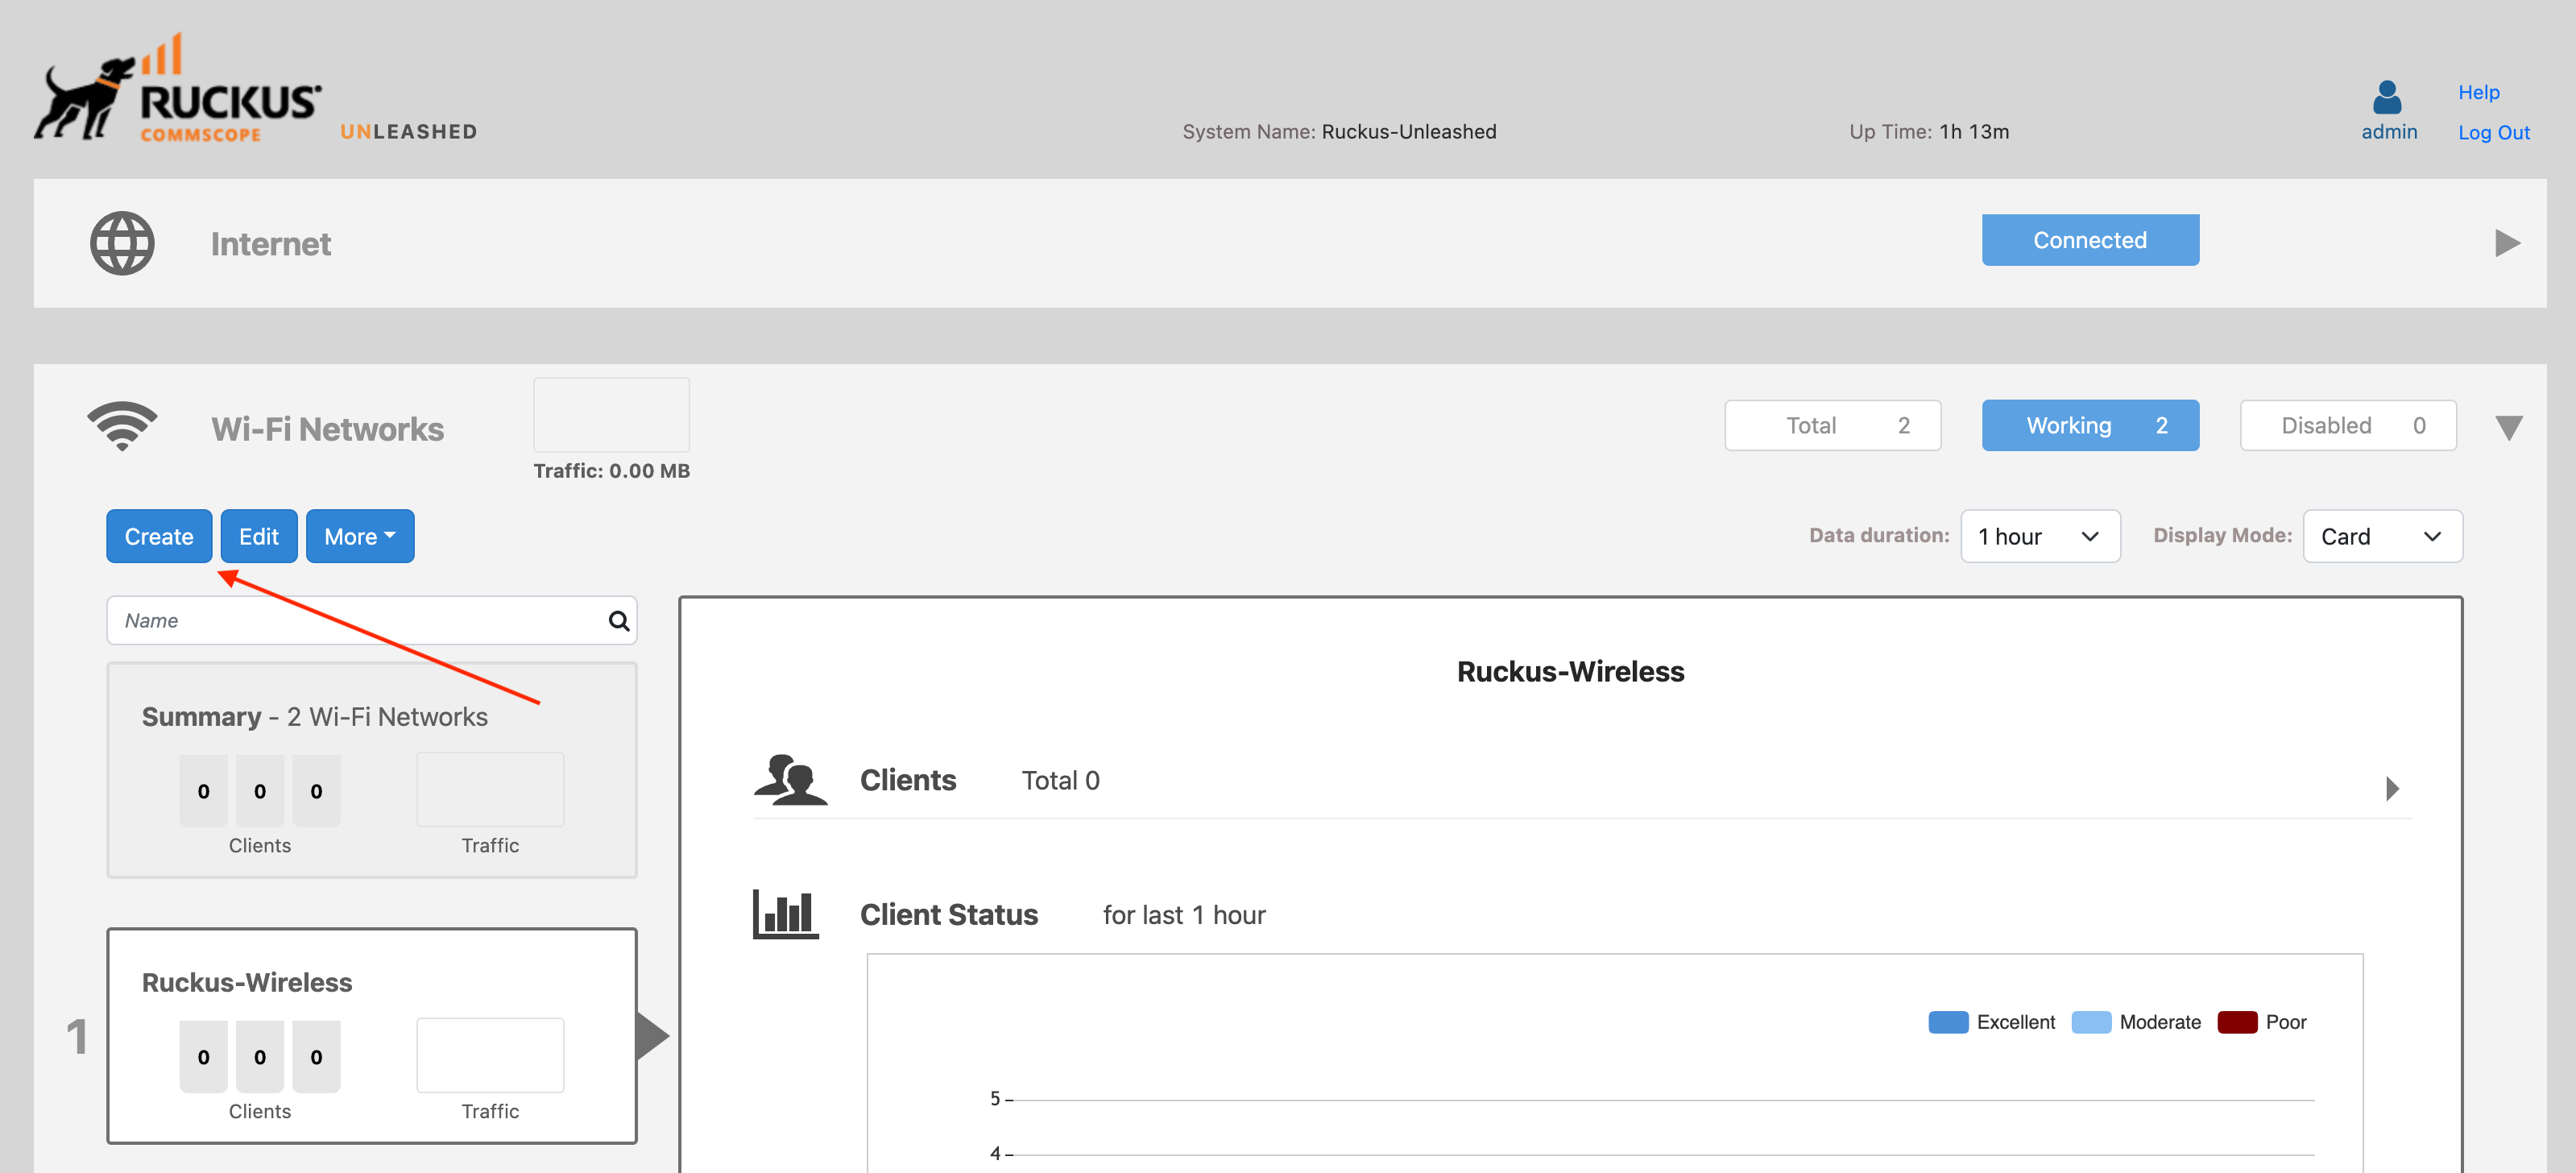 RUCKUS®
COMMSCOPE
UNLEASHED
System Name: Ruckus-Unleashed
Up Time: 1h 13m
admin
Help
Log Out
Internet
Connected
Wi-Fi Networks
Traffic: 0.00 MB
Total 2
Working 2
Disabled 0
Create
Edit
More
Data duration: 1 hour
Display Mode: Card
Name
Summary - 2 Wi-Fi Networks
0 0 0
Clients
Traffic
1
Ruckus-Wireless
0 0 0
Clients
Traffic
Ruckus-Wireless
Clients Total 0
Client Status for last 1 hour
Excellent
Moderate
Poor
5
4